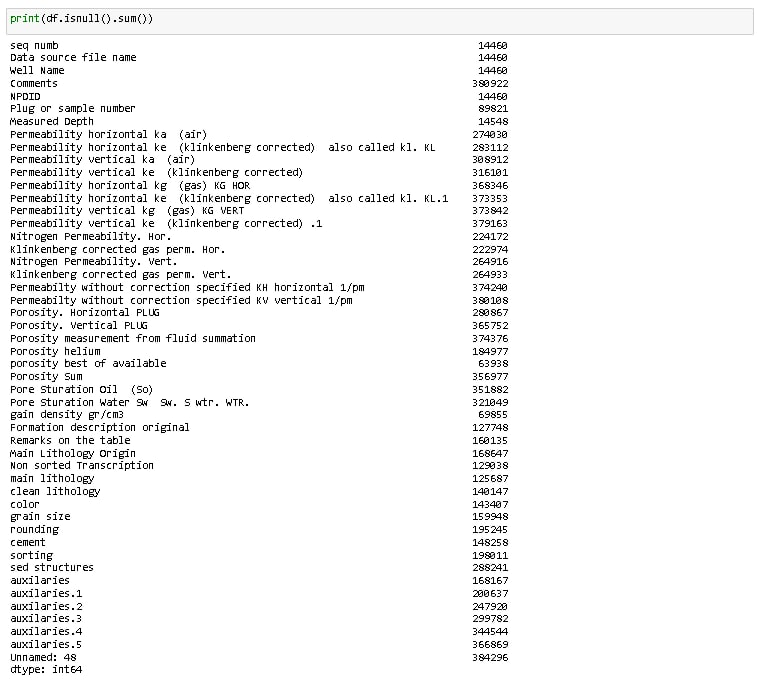 print(df.isnull().sum())
seq numb 14460
Data source file name 14460
Well Name 14460
Comments 380922
NPDID 14460
Plug or sample number 89821
Measured Depth 14548
Permeability horizontal ka (air) 274030
Permeability horizontal ke (klinkenberg corrected) also called kl. KL 283112
Permeability vertical ka (air) 308912
Permeability vertical ke (klinkenberg corrected) 316101
Permeability horizontal kg (gas) KG HOR 368346
Permeability horizontal ke (klinkenberg corrected) also called kl. KL.1 373353
Permeability vertical kg (gas) KG VERT 373842
Permeability vertical ke (klinkenberg corrected) .1 379163
Nitrogen Permeability. Hor. 224172
Klinkenberg corrected gas perm. Hor. 222974
Nitrogen Permeability. Vert. 264916
Klinkenberg corrected gas perm. Vert. 264933
Permeabilty without correction specified KH horizontal 1/pm 374240
Permeabilty without correction specified KV vertical 1/pm 380108
Porosity. Horizontal PLUG 280867
Porosity. Vertical PLUG 365752
Porosity measurement from fluid summation 374376
Porosity helium 184977
porosity best of available 63938
Porosity Sum 356977
Pore Sturation Oil (So) 351882
Pore Sturation Water Sw Sw. S wtr. WTR. 321049
gain density gr/cm3 69855
Formation description original 127748
Remarks on the table 160135
Main Lithology Origin 168647
Non sorted Transcription 129038
main lithology 125687
clean lithology 140147
color 143407
grain size 159948
rounding 195245
cement 148258
sorting 198011
sed structures 288241
auxilaries 168167
auxilaries.1 200637
auxilaries.2 247920
auxilaries.3 299782
auxilaries.4 344544
auxilaries.5 366869
Unnamed: 48 384296
dtype: int64